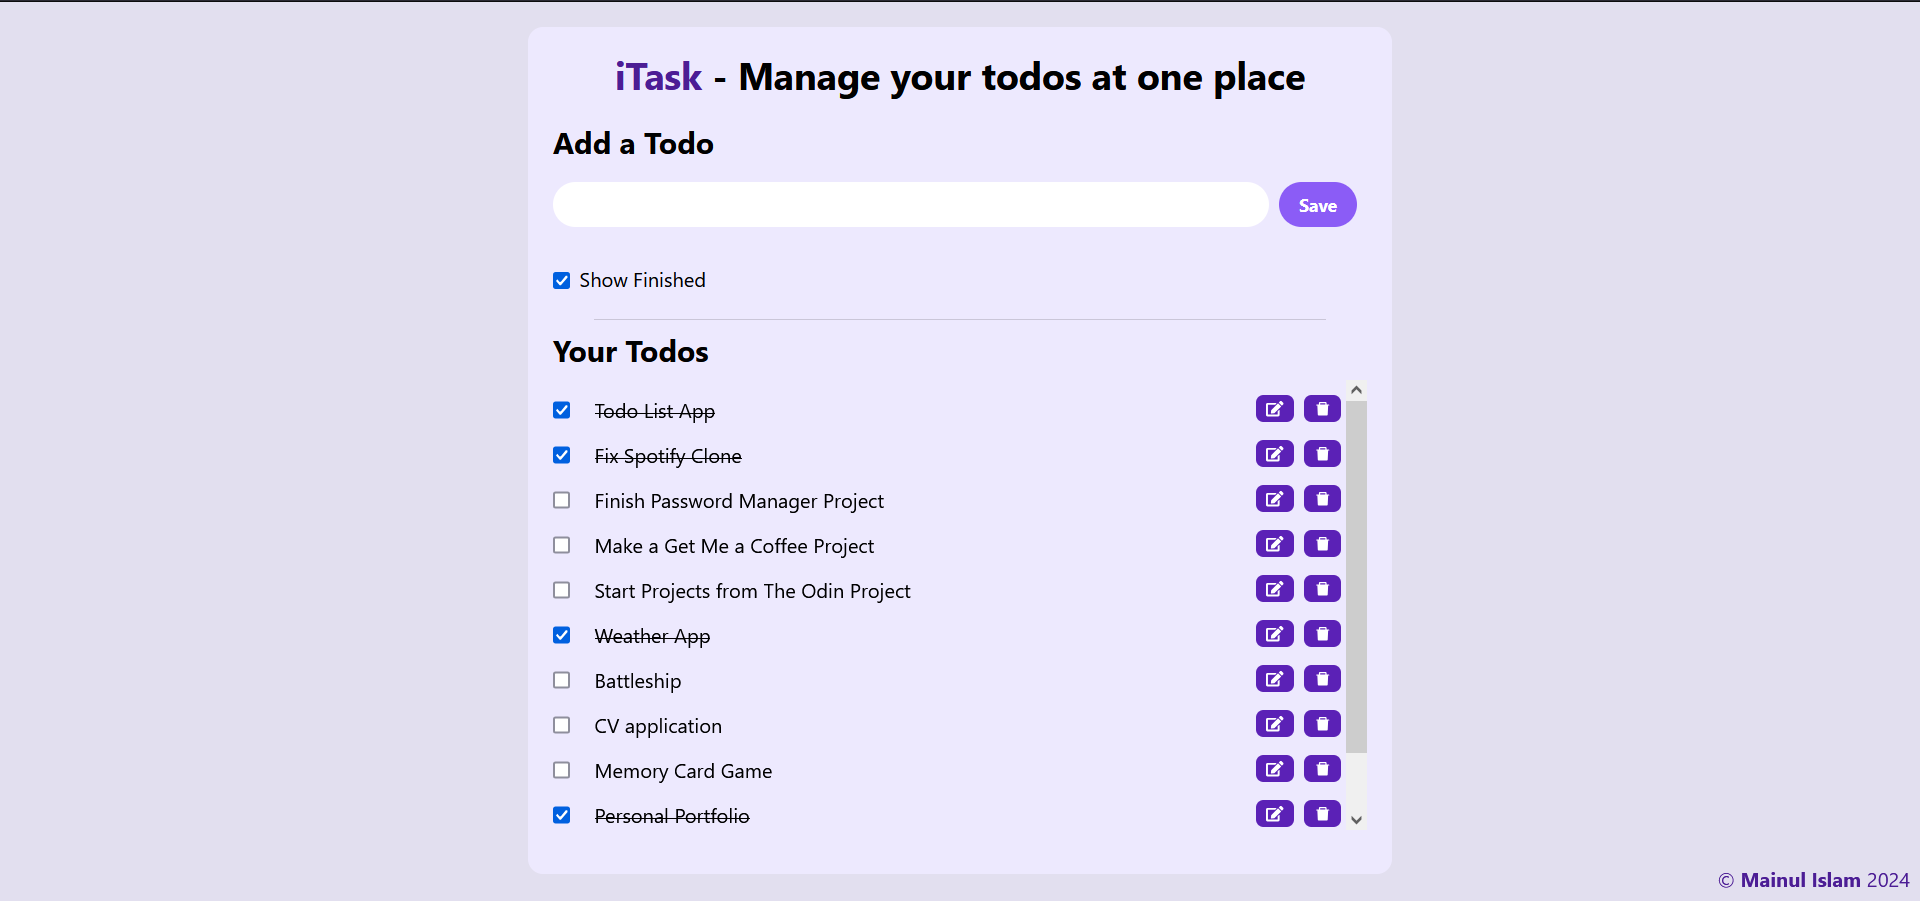 iTask - Manage your todos at one place
Add a Todo
Save
Show Finished
Your Todos
Todo List App
Fix Spotify Clone
Finish Password Manager Project
Make a Get Me a Coffee Project
Start Projects from The Odin Project
Weather App
Battleship
CV application
Memory Card Game
Personal Portfolio
© Mainul Islam 2024